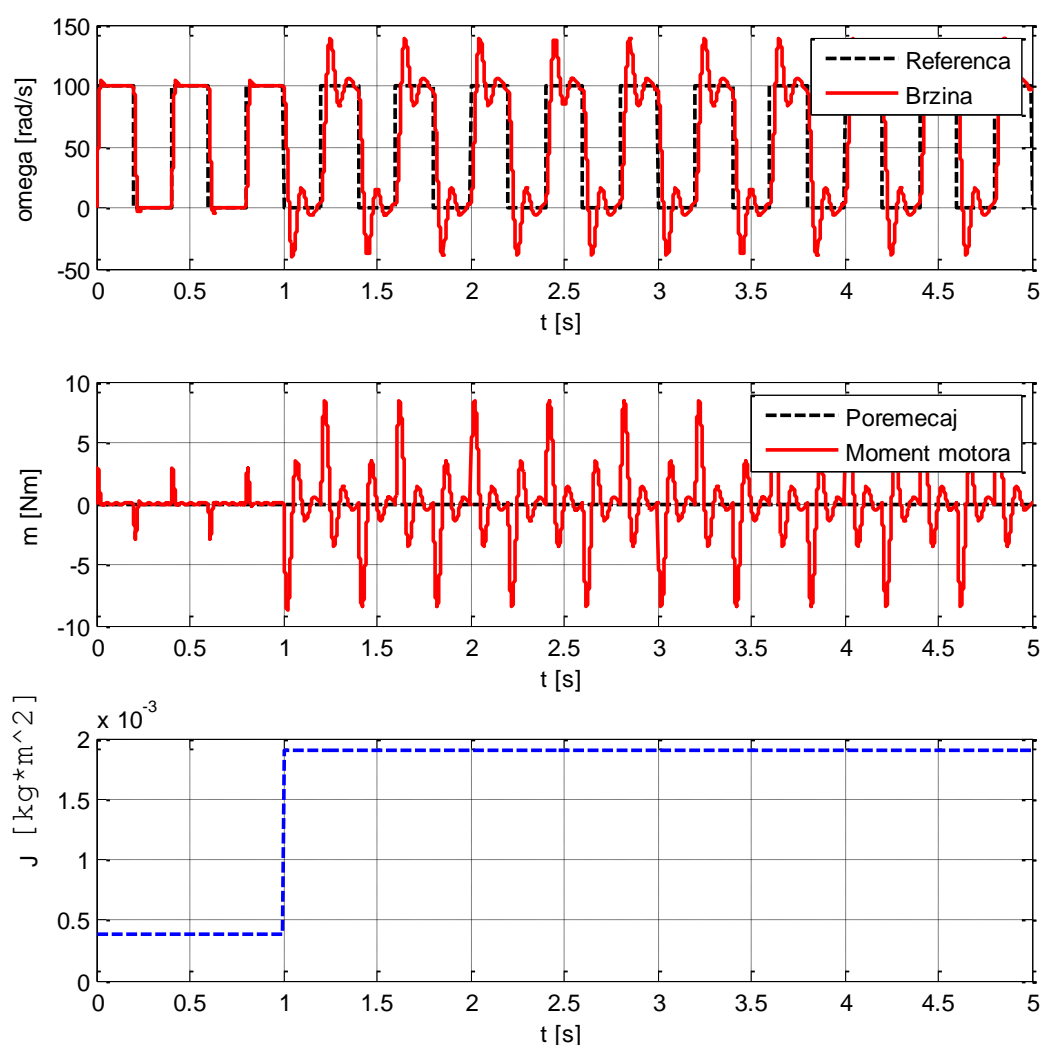 150
100
50
0
-50
omega [rad/s]
Referenca
Brzina
0 0.5 1 1.5 2 2.5 3 3.5 4 4.5 5
t [s]
10
5
0
-5
-10
m [Nm]
Poremecaj
Moment motora
0 0.5 1 1.5 2 2.5 3 3.5 4 4.5 5
t [s]
x 10^-3
2
1.5
1
0.5
0
J [kg*m^2]
0 0.5 1 1.5 2 2.5 3 3.5 4 4.5 5
t [s]